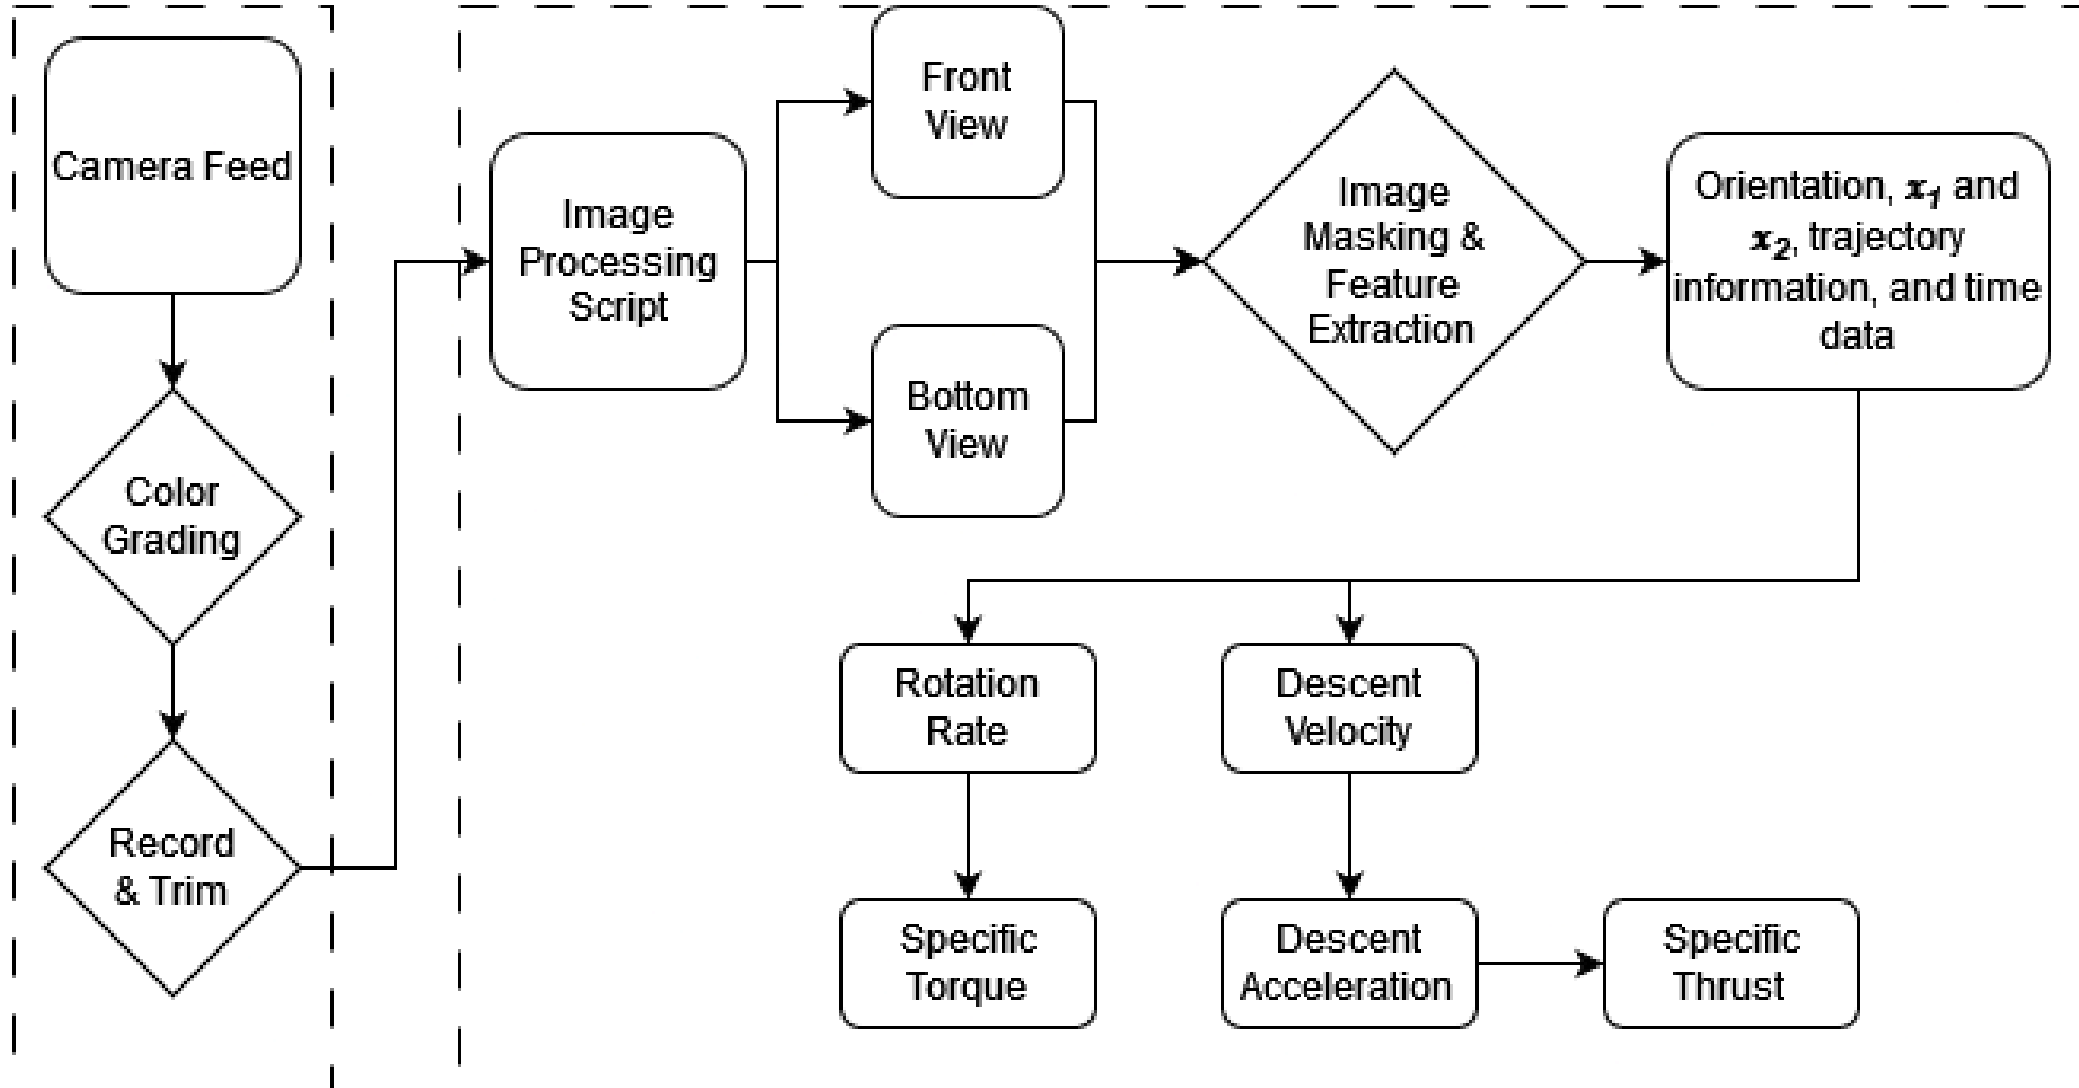 Camera Feed
Color
Grading
Record
& Trim
Image
Processing
Script
Front
View
Bottom
View
Image
Masking &
Feature
Extraction
Orientation, x₁ and
x₂, trajectory
information, and time
data
Rotation
Rate
Descent
Velocity
Specific
Torque
Descent
Acceleration
Specific
Thrust